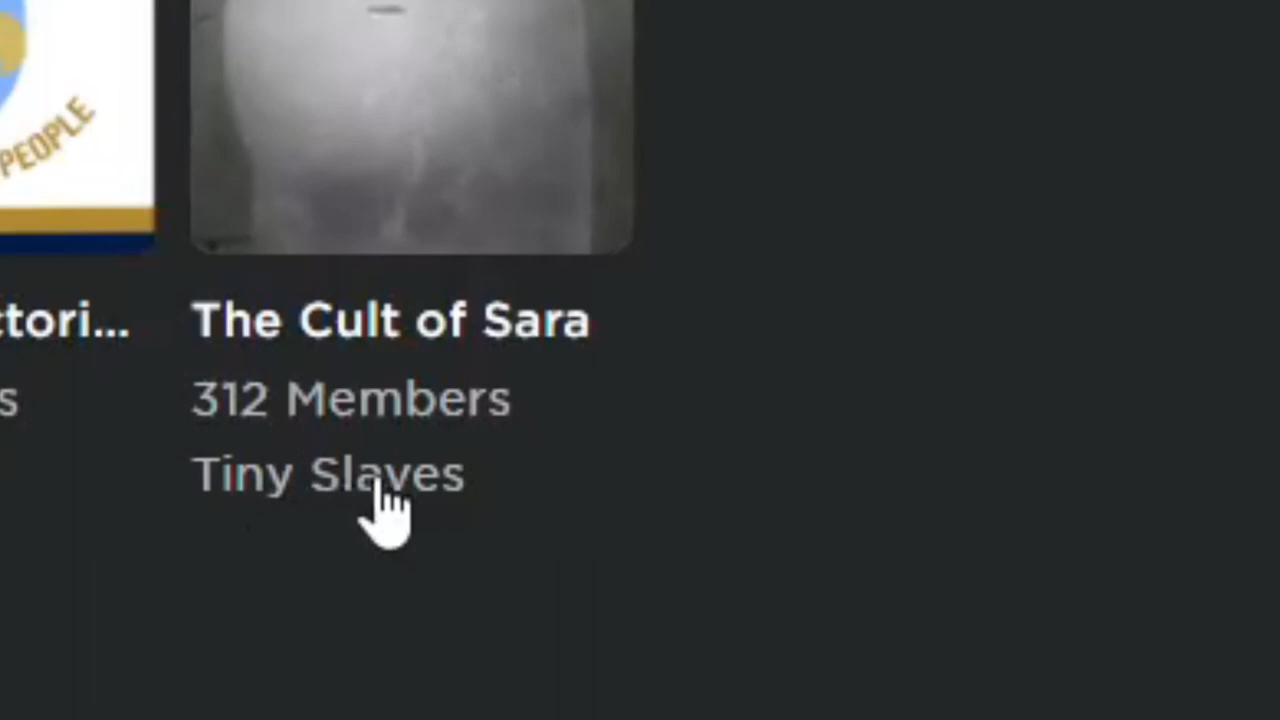 PEOPLE
ctori...
The Cult of Sara
s
312 Members
Tiny Slaves